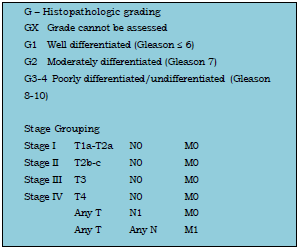 G – Histopathologic grading
GX Grade cannot be assessed
G1 Well differentiated (Gleason ≤ 6)
G2 Moderately differentiated (Gleason 7)
G3-4 Poorly differentiated/undifferentiated (Gleason
8-10)
Stage Grouping
Stage I T1a-T2a N0 M0
Stage II T2b-c N0 M0
Stage III T3 N0 M0
Stage IV T4 N0 M0
Any T N1 M0
Any T Any N M1